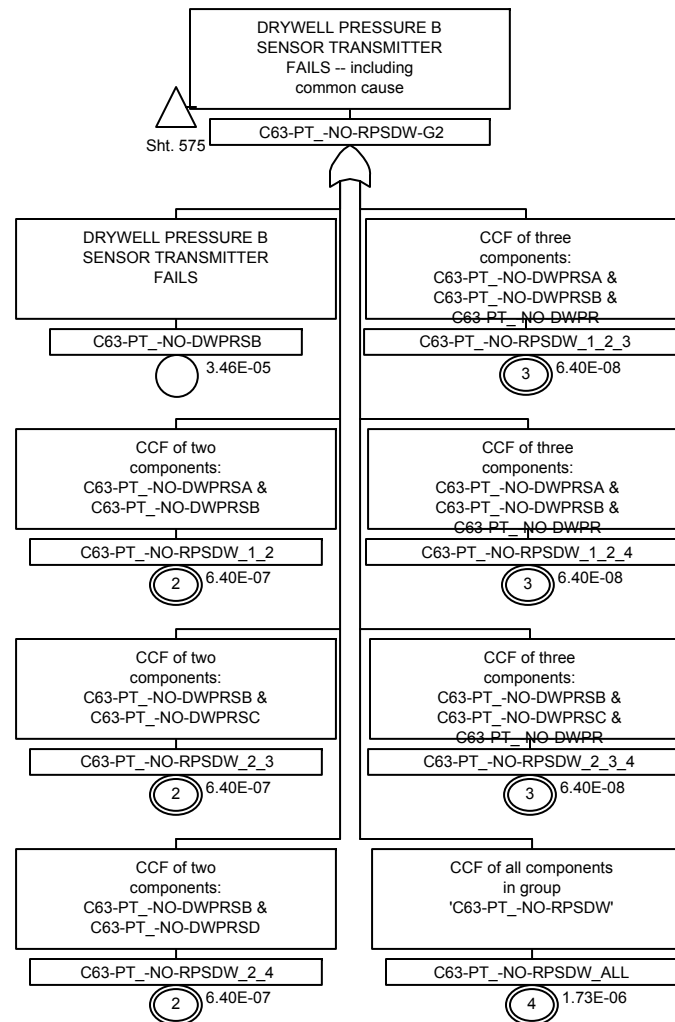 DRYWELL PRESSURE B
SENSOR TRANSMITTER
FAILS -- including
common cause
Sht. 575
C63-PT_-NO-RPSDW-G2
DRYWELL PRESSURE B
SENSOR TRANSMITTER
FAILS
C63-PT_-NO-DWPRSB
3.46E-05
CCF of three
components:
C63-PT_-NO-DWPRSA &
C63-PT_-NO-DWPRSB &
C63-PT_-NO-DWPR
C63-PT_-NO-RPSDW_1_2_3
3
6.40E-08
CCF of two
components:
C63-PT_-NO-DWPRSA &
C63-PT_-NO-DWPRSB
C63-PT_-NO-RPSDW_1_2
2
6.40E-07
CCF of three
components:
C63-PT_-NO-DWPRSA &
C63-PT_-NO-DWPRSB &
C63-PT_-NO-DWPR
C63-PT_-NO-RPSDW_1_2_4
3
6.40E-08
CCF of two
components:
C63-PT_-NO-DWPRSB &
C63-PT_-NO-DWPRSC
C63-PT_-NO-RPSDW_2_3
2
6.40E-07
CCF of three
components:
C63-PT_-NO-DWPRSB &
C63-PT_-NO-DWPRSC &
C63-PT_-NO-DWPR
C63-PT_-NO-RPSDW_2_3_4
3
6.40E-08
CCF of two
components:
C63-PT_-NO-DWPRSB &
C63-PT_-NO-DWPRSD
C63-PT_-NO-RPSDW_2_4
2
6.40E-07
CCF of all components
in group
'C63-PT_-NO-RPSDW'
C63-PT_-NO-RPSDW_ALL
4
1.73E-06